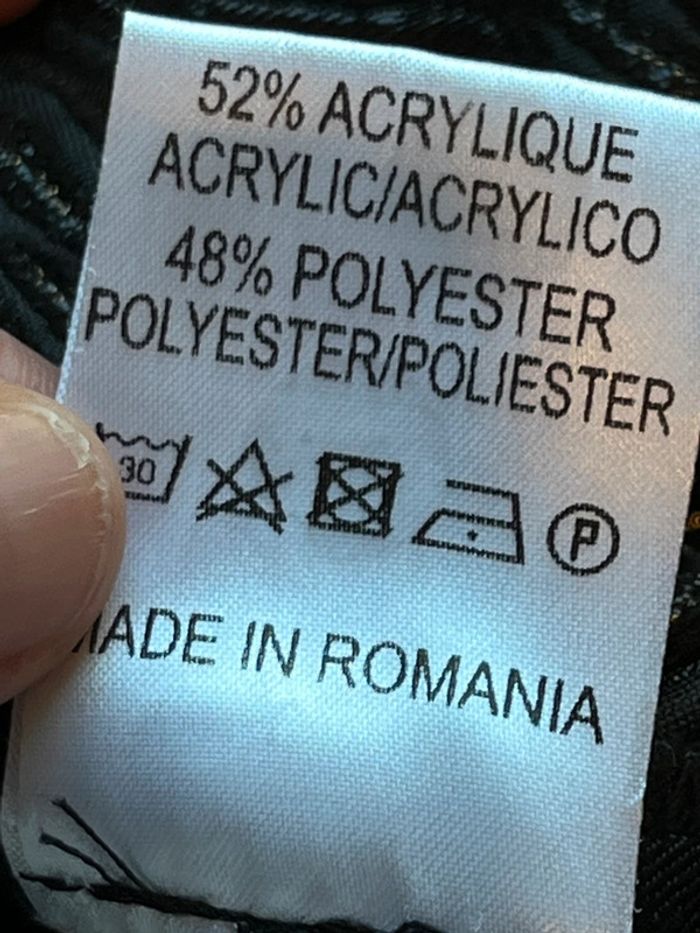 52% ACRYLIQUE
ACRYLIC/ACRYLICO
48% POLYESTER
POLYESTER/POLIESTER
30 P
MADE IN ROMANIA